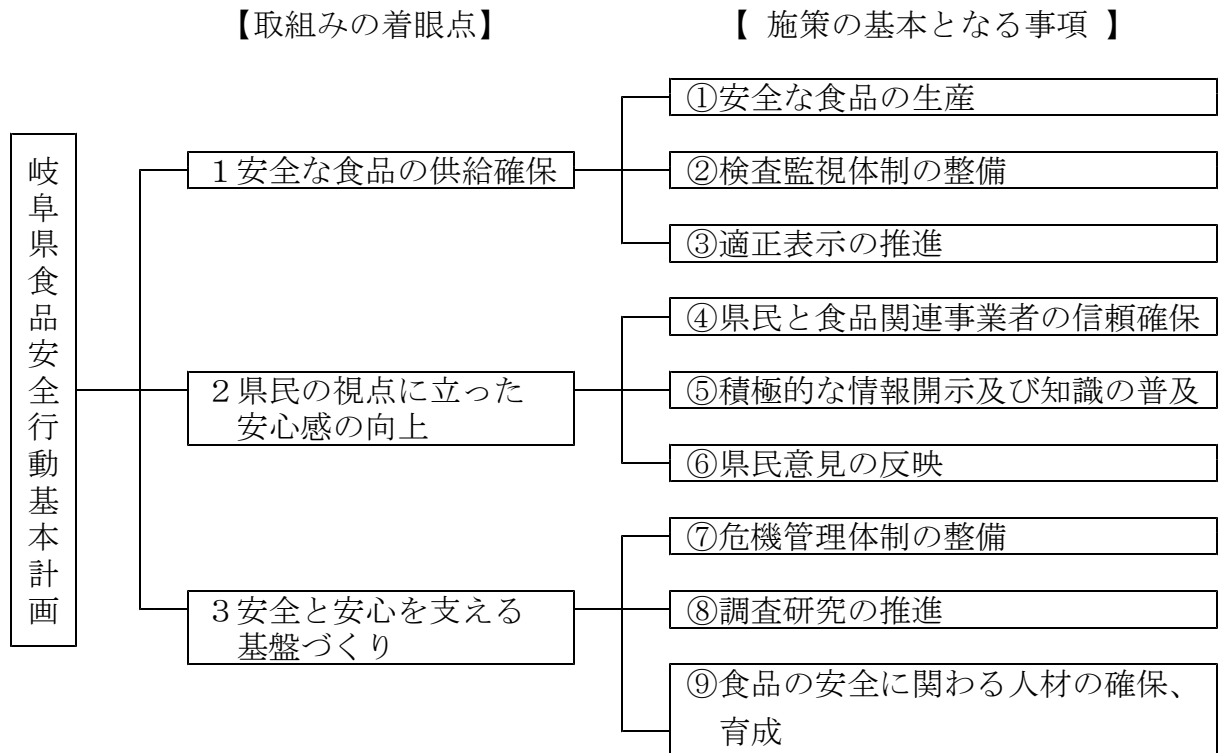 【取組みの着眼点】
【 施策の基本となる事項 】
岐阜県食品安全行動基本計画
１安全な食品の供給確保
①安全な食品の生産
②検査監視体制の整備
③適正表示の推進
２県民の視点に立った
安心感の向上
④県民と食品関連事業者の信頼確保
⑤積極的な情報開示及び知識の普及
⑥県民意見の反映
３安全と安心を支える
基盤づくり
⑦危機管理体制の整備
⑧調査研究の推進
⑨食品の安全に関わる人材の確保、
育成